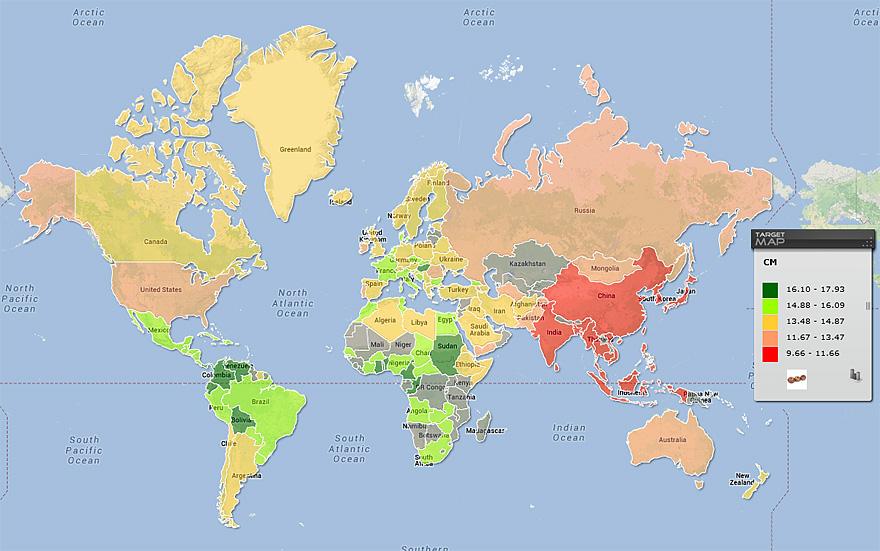 Arctic
Ocean
Arctic
Ocean
Arctic
Ocean
Greenland
Iceland
Finland
Sweden
Norway
Russia
Canada
United
Kingdom
Poland
Germany
Ukraine
France
Kazakhstan
Mongolia
United States
Spain
Turkey
North
Pacific
Ocean
North
Atlantic
Ocean
Iraq
Iran
Afghanistan
Pakistan
China
South Korea
Japan
Algeria
Libya
Egypt
Saudi
Arabia
India
Mexico
Mali
Niger
Chad
Sudan
Nigeria
Ethiopia
Venezuela
Colombia
DR Congo
Kenya
Tanzania
Indonesia
Papua New
Guinea
Peru
Brazil
Bolivia
Angola
Namibia
Botswana
Madagascar
South
Pacific
Ocean
South
Atlantic
Ocean
Indian
Ocean
Chile
Argentina
South
Africa
Australia
New
Zealand
Southern
TARGET
MAP
CM
16.10 - 17.93
14.88 - 16.09
13.48 - 14.87
11.67 - 13.47
9.66 - 11.66